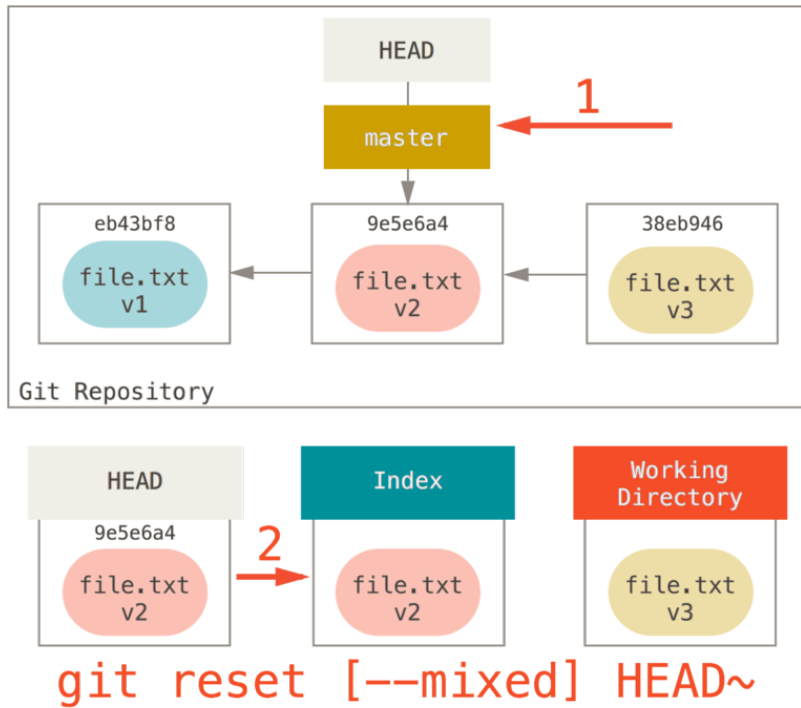 HEAD
1
master
eb43bf8
file.txt
v1
9e5e6a4
file.txt
v2
38eb946
file.txt
v3
Git Repository
HEAD
9e5e6a4
file.txt
v2
2
Index
file.txt
v2
Working
Directory
file.txt
v3
git reset [--mixed] HEAD~